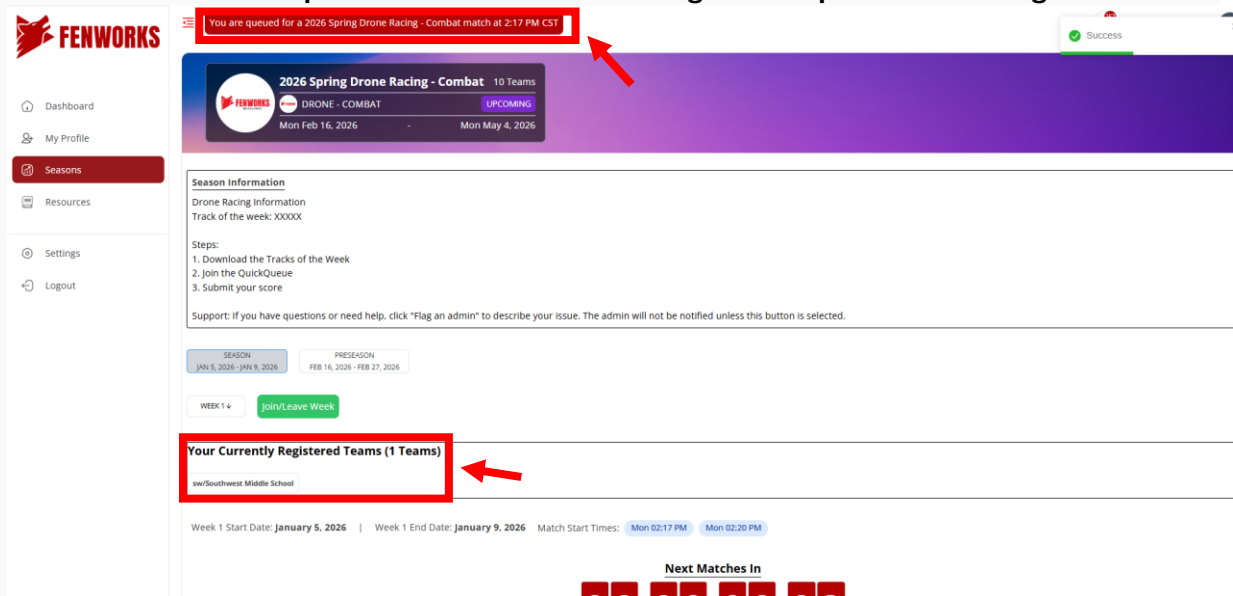 FENWORKS
You are queued for a 2026 Spring Drone Racing - Combat match at 2:17 PM CST
Success
2026 Spring Drone Racing - Combat 10 Teams
FENWORKS
DRONE - COMBAT UPCOMING
Mon Feb 16, 2026 - Mon May 4, 2026
Dashboard
My Profile
Seasons
Resources
Settings
Logout
Season Information
Drone Racing Information
Track of the week: XXXXX
Steps:
1. Download the Tracks of the Week
2. Join the QuickQueue
3. Submit your score
Support: If you have questions or need help, click "Flag an admin" to describe your issue. The admin will not be notified unless this button is selected.
SEASON
JAN 5, 2026 - JAN 9, 2026
PRESEASON
FEB 16, 2026 - FEB 27, 2026
WEEK 1↓ Join/Leave Week
Your Currently Registered Teams (1 Teams)
sw/Southwest Middle School
Week 1 Start Date: January 5, 2026 | Week 1 End Date: January 9, 2026 Match Start Times: Mon 02:17 PM Mon 02:20 PM
Next Matches In